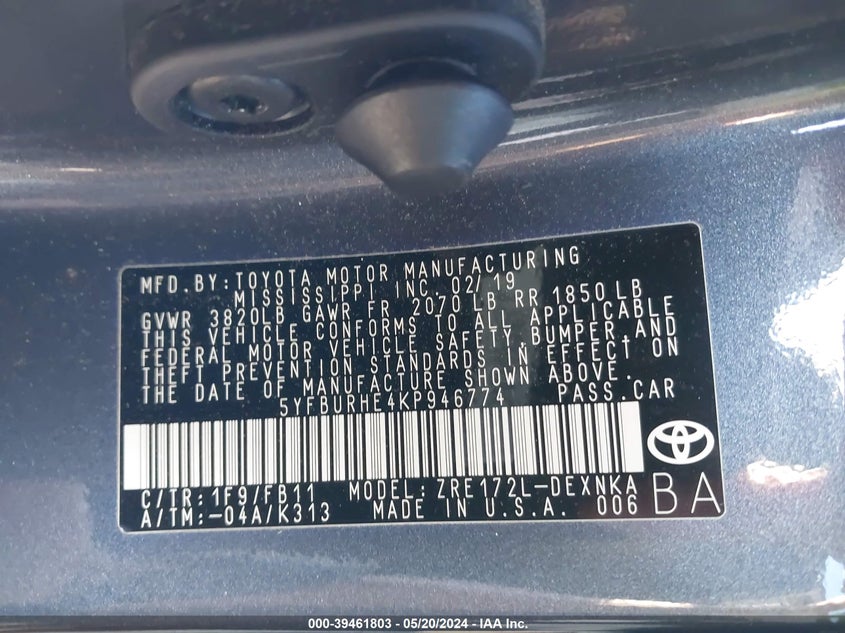 MFD.BY:TOYOTA MOTOR MANUFACTURING
MISSISSIPPI INC. 02/19
GVWR 3820LB GAWR FR 2070LB RR 1850LB
THIS VEHICLE CONFORMS TO ALL APPLICABLE
FEDERAL MOTOR VEHICLE SAFETY,BUMPER,AND
THEFT PREVENTION STANDARDS IN EFFECT ON
THE DATE OF MANUFACTURE SHOWN ABOVE.
5YFBURHE4KP946774 PASS.CAR
C/TR:1F9/FB11 MODEL:ZRE172L-DEXNKA
A/TM:-04A/K313 MADE IN U.S.A. 006
BA
000-39461803 - 05/20/2024 - IAA Inc.